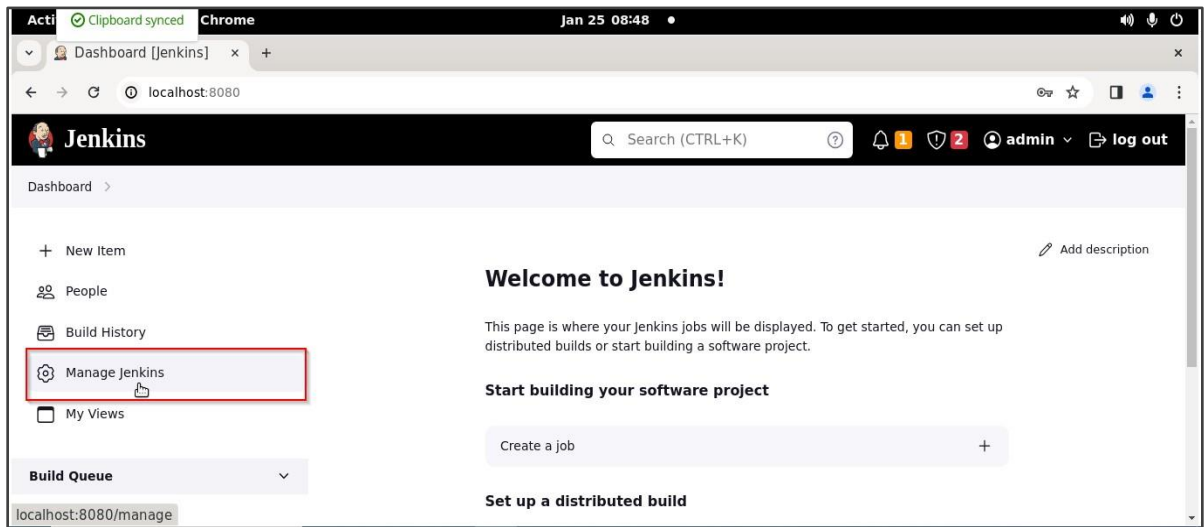 Acti Clipboard synced Chrome Jan 25 08:48
Dashboard [Jenkins] × +
localhost:8080
Jenkins Search (CTRL+K) 1 2 admin log out
Dashboard
New Item
Add description
Welcome to Jenkins!
People
This page is where your Jenkins jobs will be displayed. To get started, you can set up
distributed builds or start building a software project.
Build History
Manage Jenkins
Start building your software project
My Views
Create a job +
Build Queue
Set up a distributed build
localhost:8080/manage